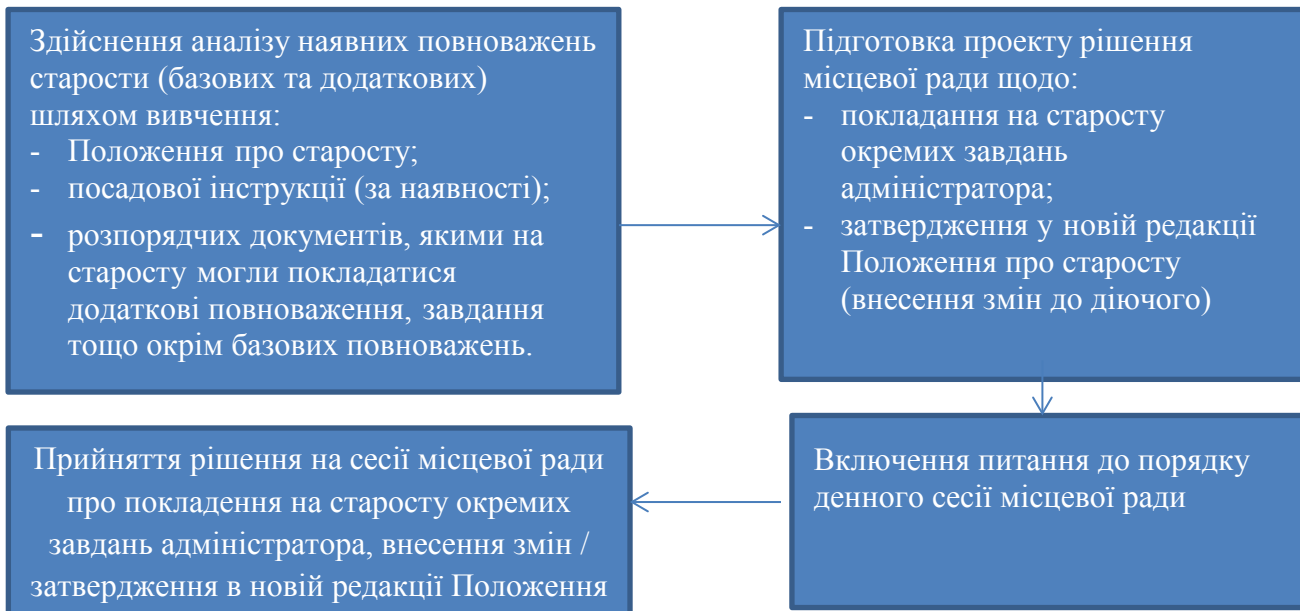 Здійснення аналізу наявних повноважень
старости (базових та додаткових)
шляхом вивчення:
- Положення про старосту;
- посадової інструкції (за наявності);
- розпорядчих документів, якими на
старосту могли покладатися
додаткові повноваження, завдання
тощо окрім базових повноважень.
Підготовка проекту рішення
місцевої ради щодо:
- покладання на старосту
окремих завдань
адміністратора;
- затвердження у новій редакції
Положення про старосту
(внесення змін до діючого)
Включення питання до порядку
денного сесії місцевої ради
Прийняття рішення на сесії місцевої ради
про покладення на старосту окремих
завдань адміністратора, внесення змін /
затвердження в новій редакції Положення